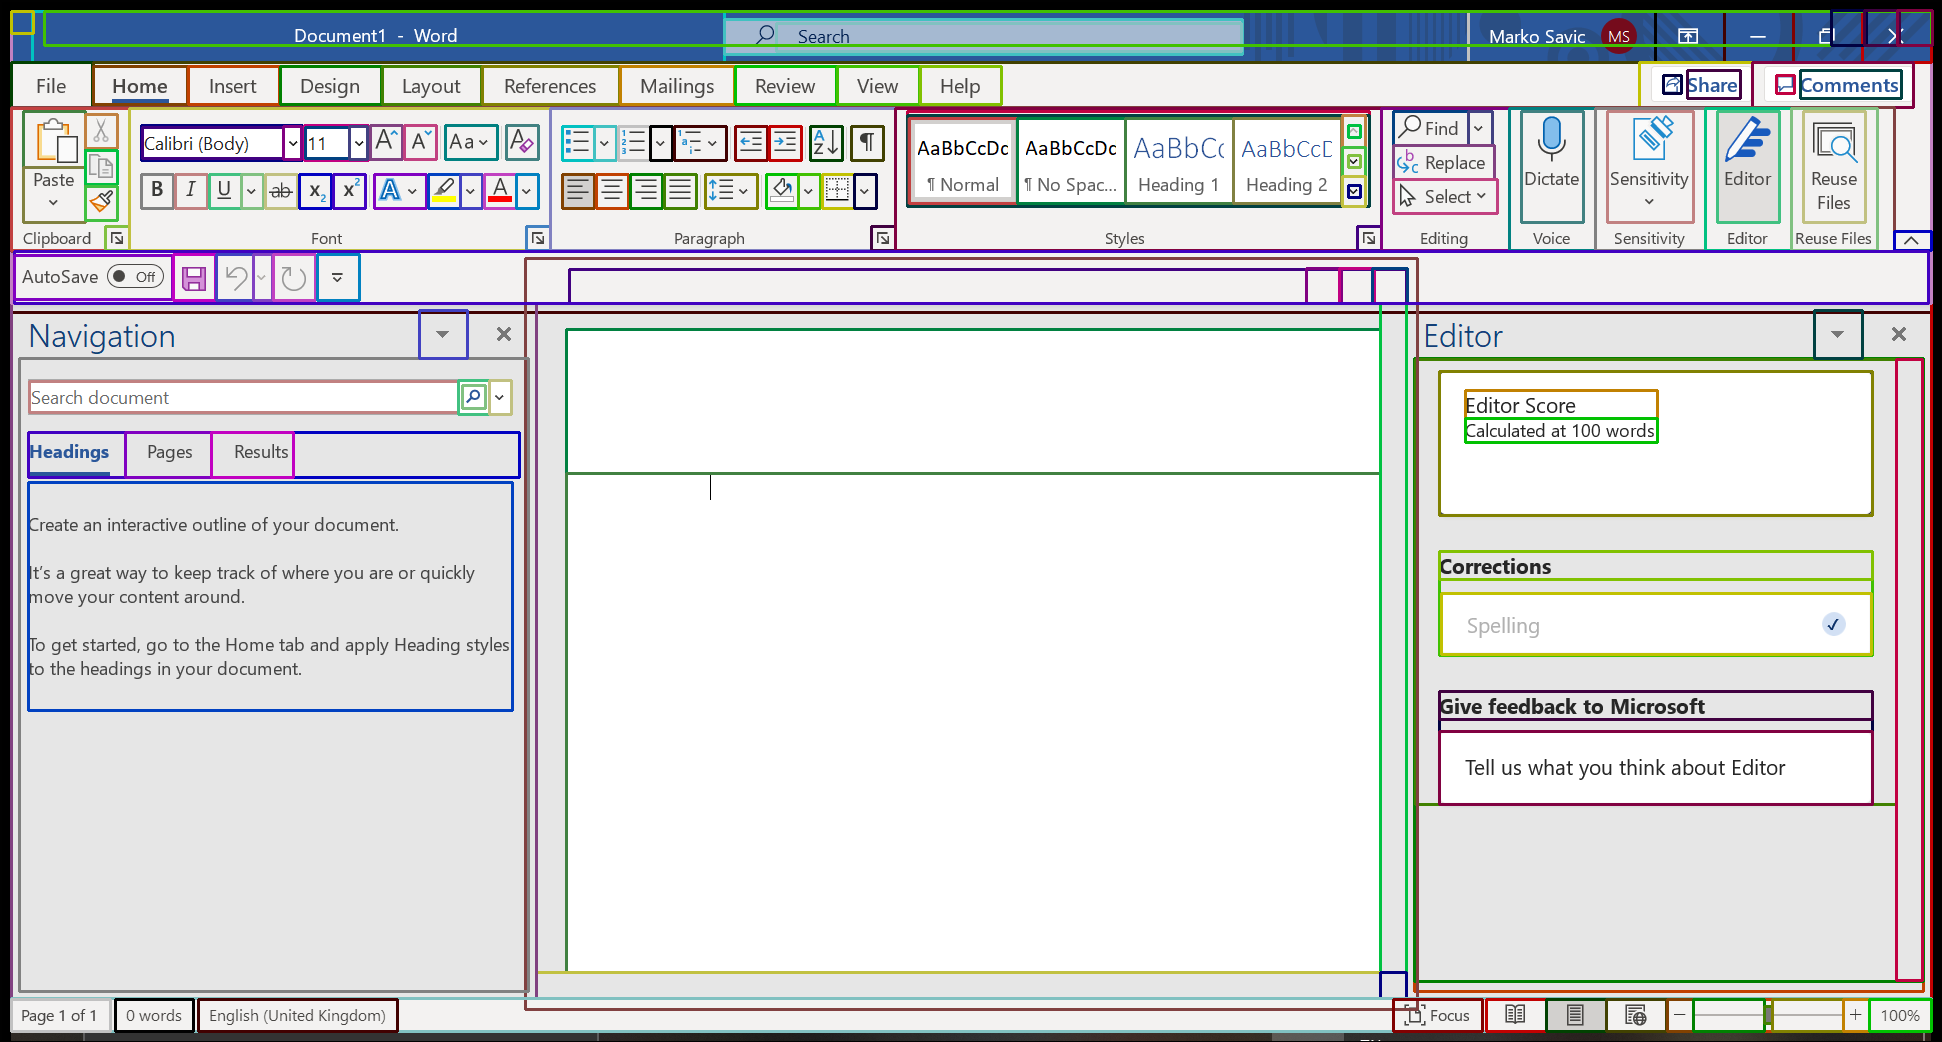 Document1 - Word
Search
Marko Savic
MS
File
Home
Insert
Design
Layout
References
Mailings
Review
View
Help
Share
Comments
Paste
Clipboard
Calibri (Body)
11
Aa
B
I
U
ab
x₂
x²
A
A
Font
Paragraph
AaBbCcDc
¶ Normal
AaBbCcDc
¶ No Spac...
AaBbCc
Heading 1
AaBbCcD
Heading 2
Styles
Find
Replace
Select
Editing
Dictate
Voice
Sensitivity
Sensitivity
Editor
Editor
Reuse
Files
Reuse Files
AutoSave
Off
Navigation
Search document
Headings
Pages
Results
Create an interactive outline of your document.
It's a great way to keep track of where you are or quickly
move your content around.
To get started, go to the Home tab and apply Heading styles
to the headings in your document.
Editor
Editor Score
Calculated at 100 words
Corrections
Spelling
Give feedback to Microsoft
Tell us what you think about Editor
Page 1 of 1
0 words
English (United Kingdom)
Focus
100%